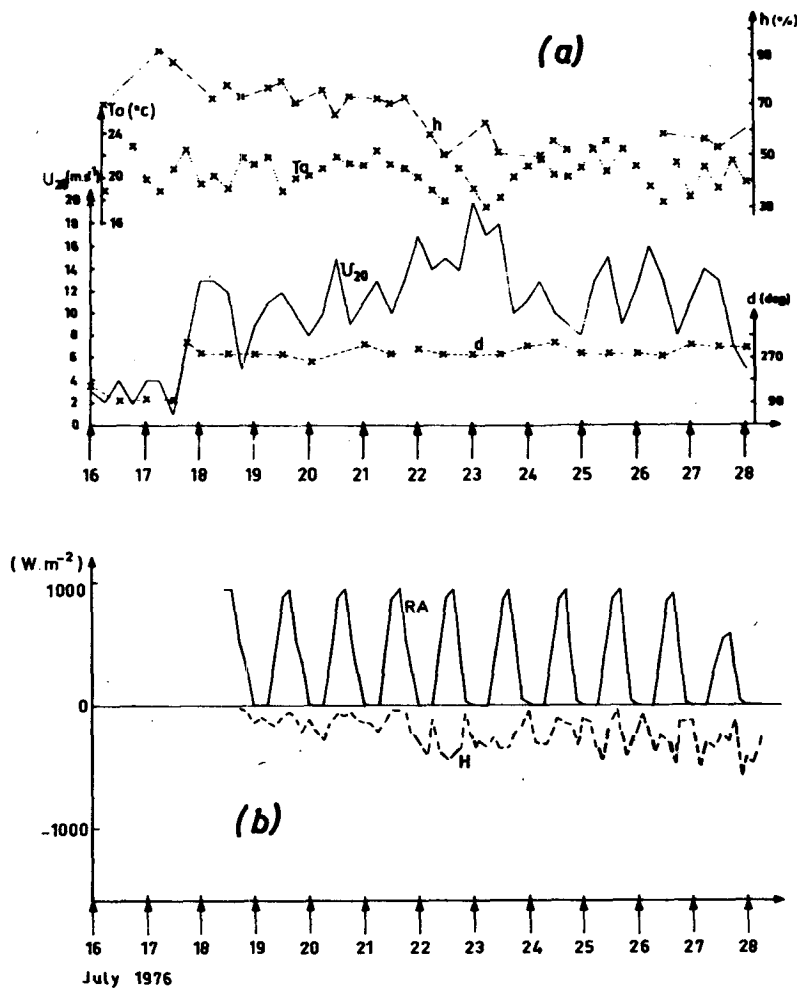 (a)
h (%)
90
70
50
30
Ta (°C)
24
20
16
h
Ta
U20 (m.s-1)
20
18
16
14
12
10
8
6
4
2
0
U20
d
d (deg)
270
90
16 17 18 19 20 21 22 23 24 25 26 27 28
(W.m-2)
1000
0
-1000
RA
H
(b)
16 17 18 19 20 21 22 23 24 25 26 27 28
July 1976